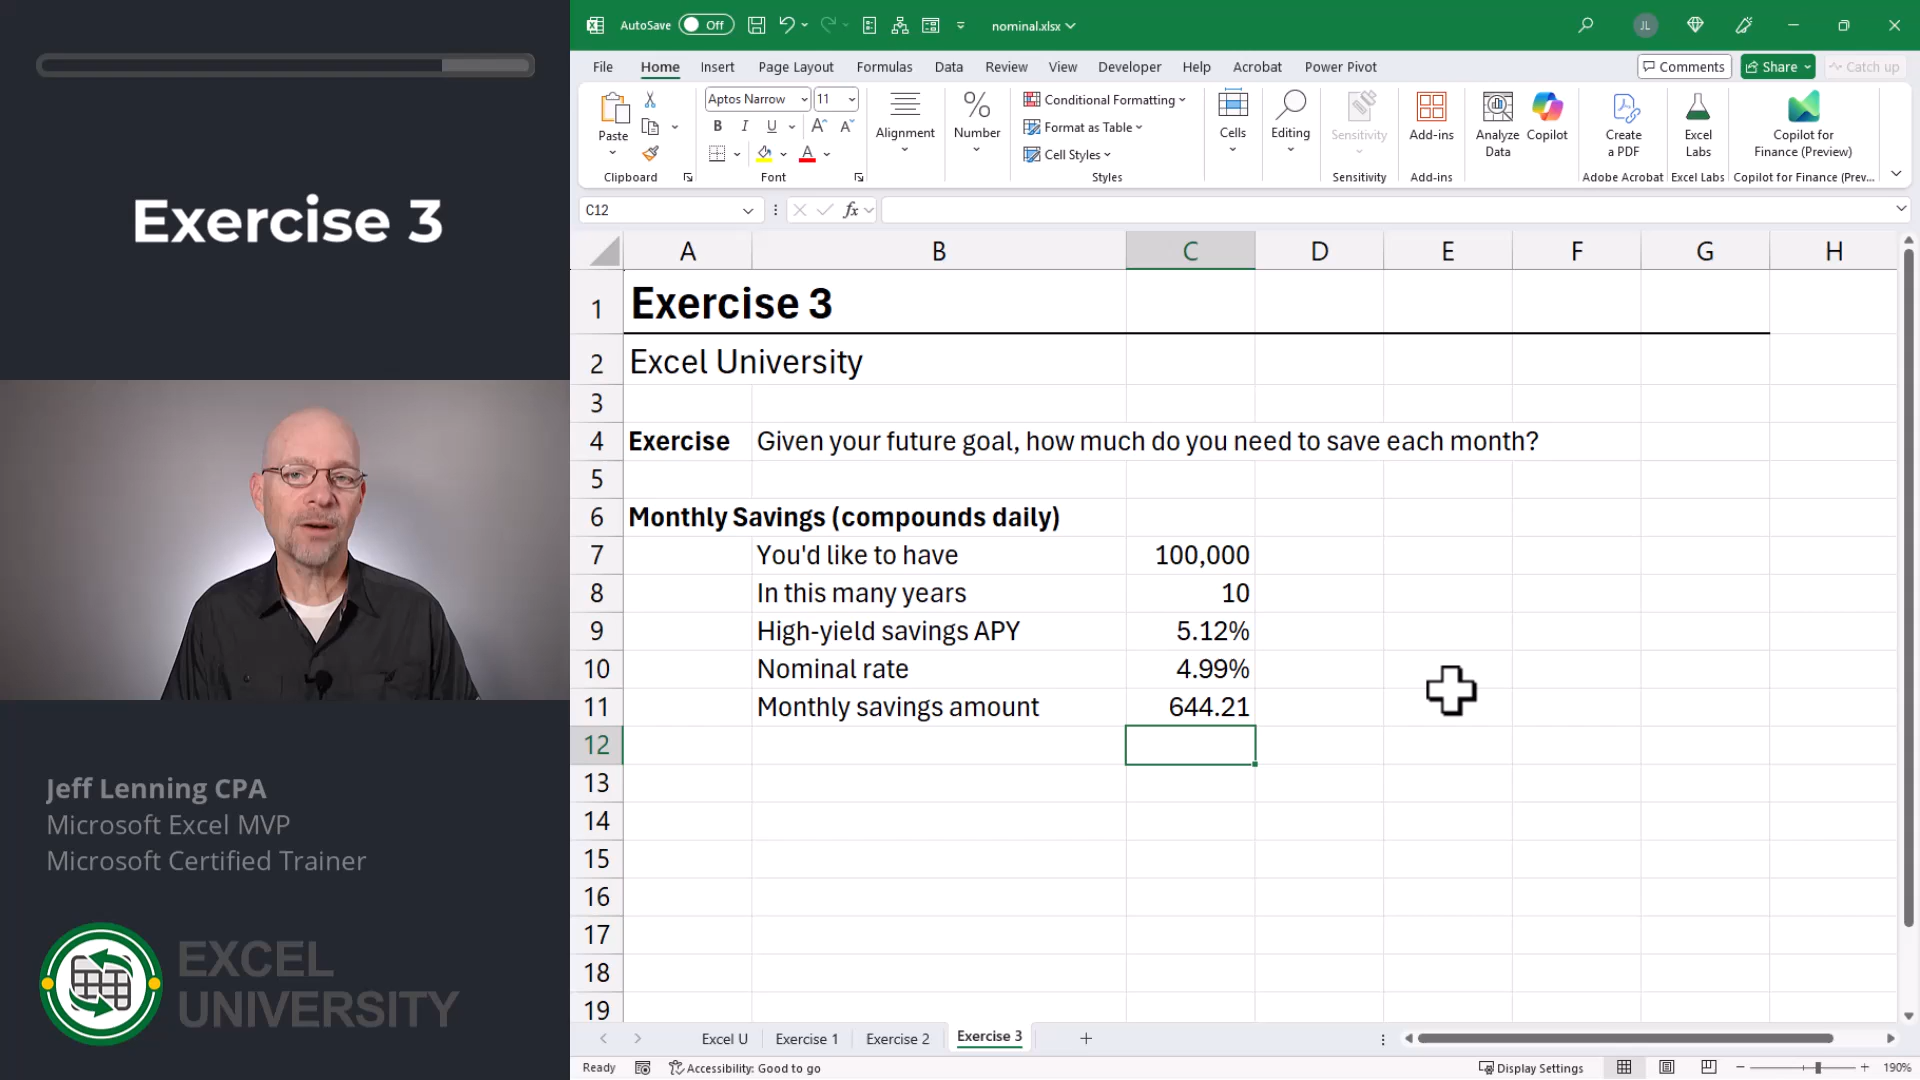 Exercise 3
Jeff Lenning CPA
Microsoft Excel MVP
Microsoft Certified Trainer
EXCEL
UNIVERSITY
AutoSave Off nominal.xlsx JL
File Home Insert Page Layout Formulas Data Review View Developer Help Acrobat Power Pivot Comments Share Catch up
Paste
Clipboard
Aptos Narrow 11
B I U A A
A
Font
Alignment
Number
Conditional Formatting
Format as Table
Cell Styles
Styles
Cells
Editing
Sensitivity
Sensitivity
Add-ins
Add-ins
Analyze
Data
Copilot
Create
a PDF
Adobe Acrobat
Excel
Labs
Excel Labs
Copilot for
Finance (Preview)
Copilot for Finance (Prev...
C12 fx
A B C D E F G H
1 Exercise 3
2 Excel University
3
4 Exercise Given your future goal, how much do you need to save each month?
5
6 Monthly Savings (compounds daily)
7 You'd like to have 100,000
8 In this many years 10
9 High-yield savings APY 5.12%
10 Nominal rate 4.99%
11 Monthly savings amount 644.21
12
13
14
15
16
17
18
19
Excel U Exercise 1 Exercise 2 Exercise 3
Ready Accessibility: Good to go Display Settings 190%